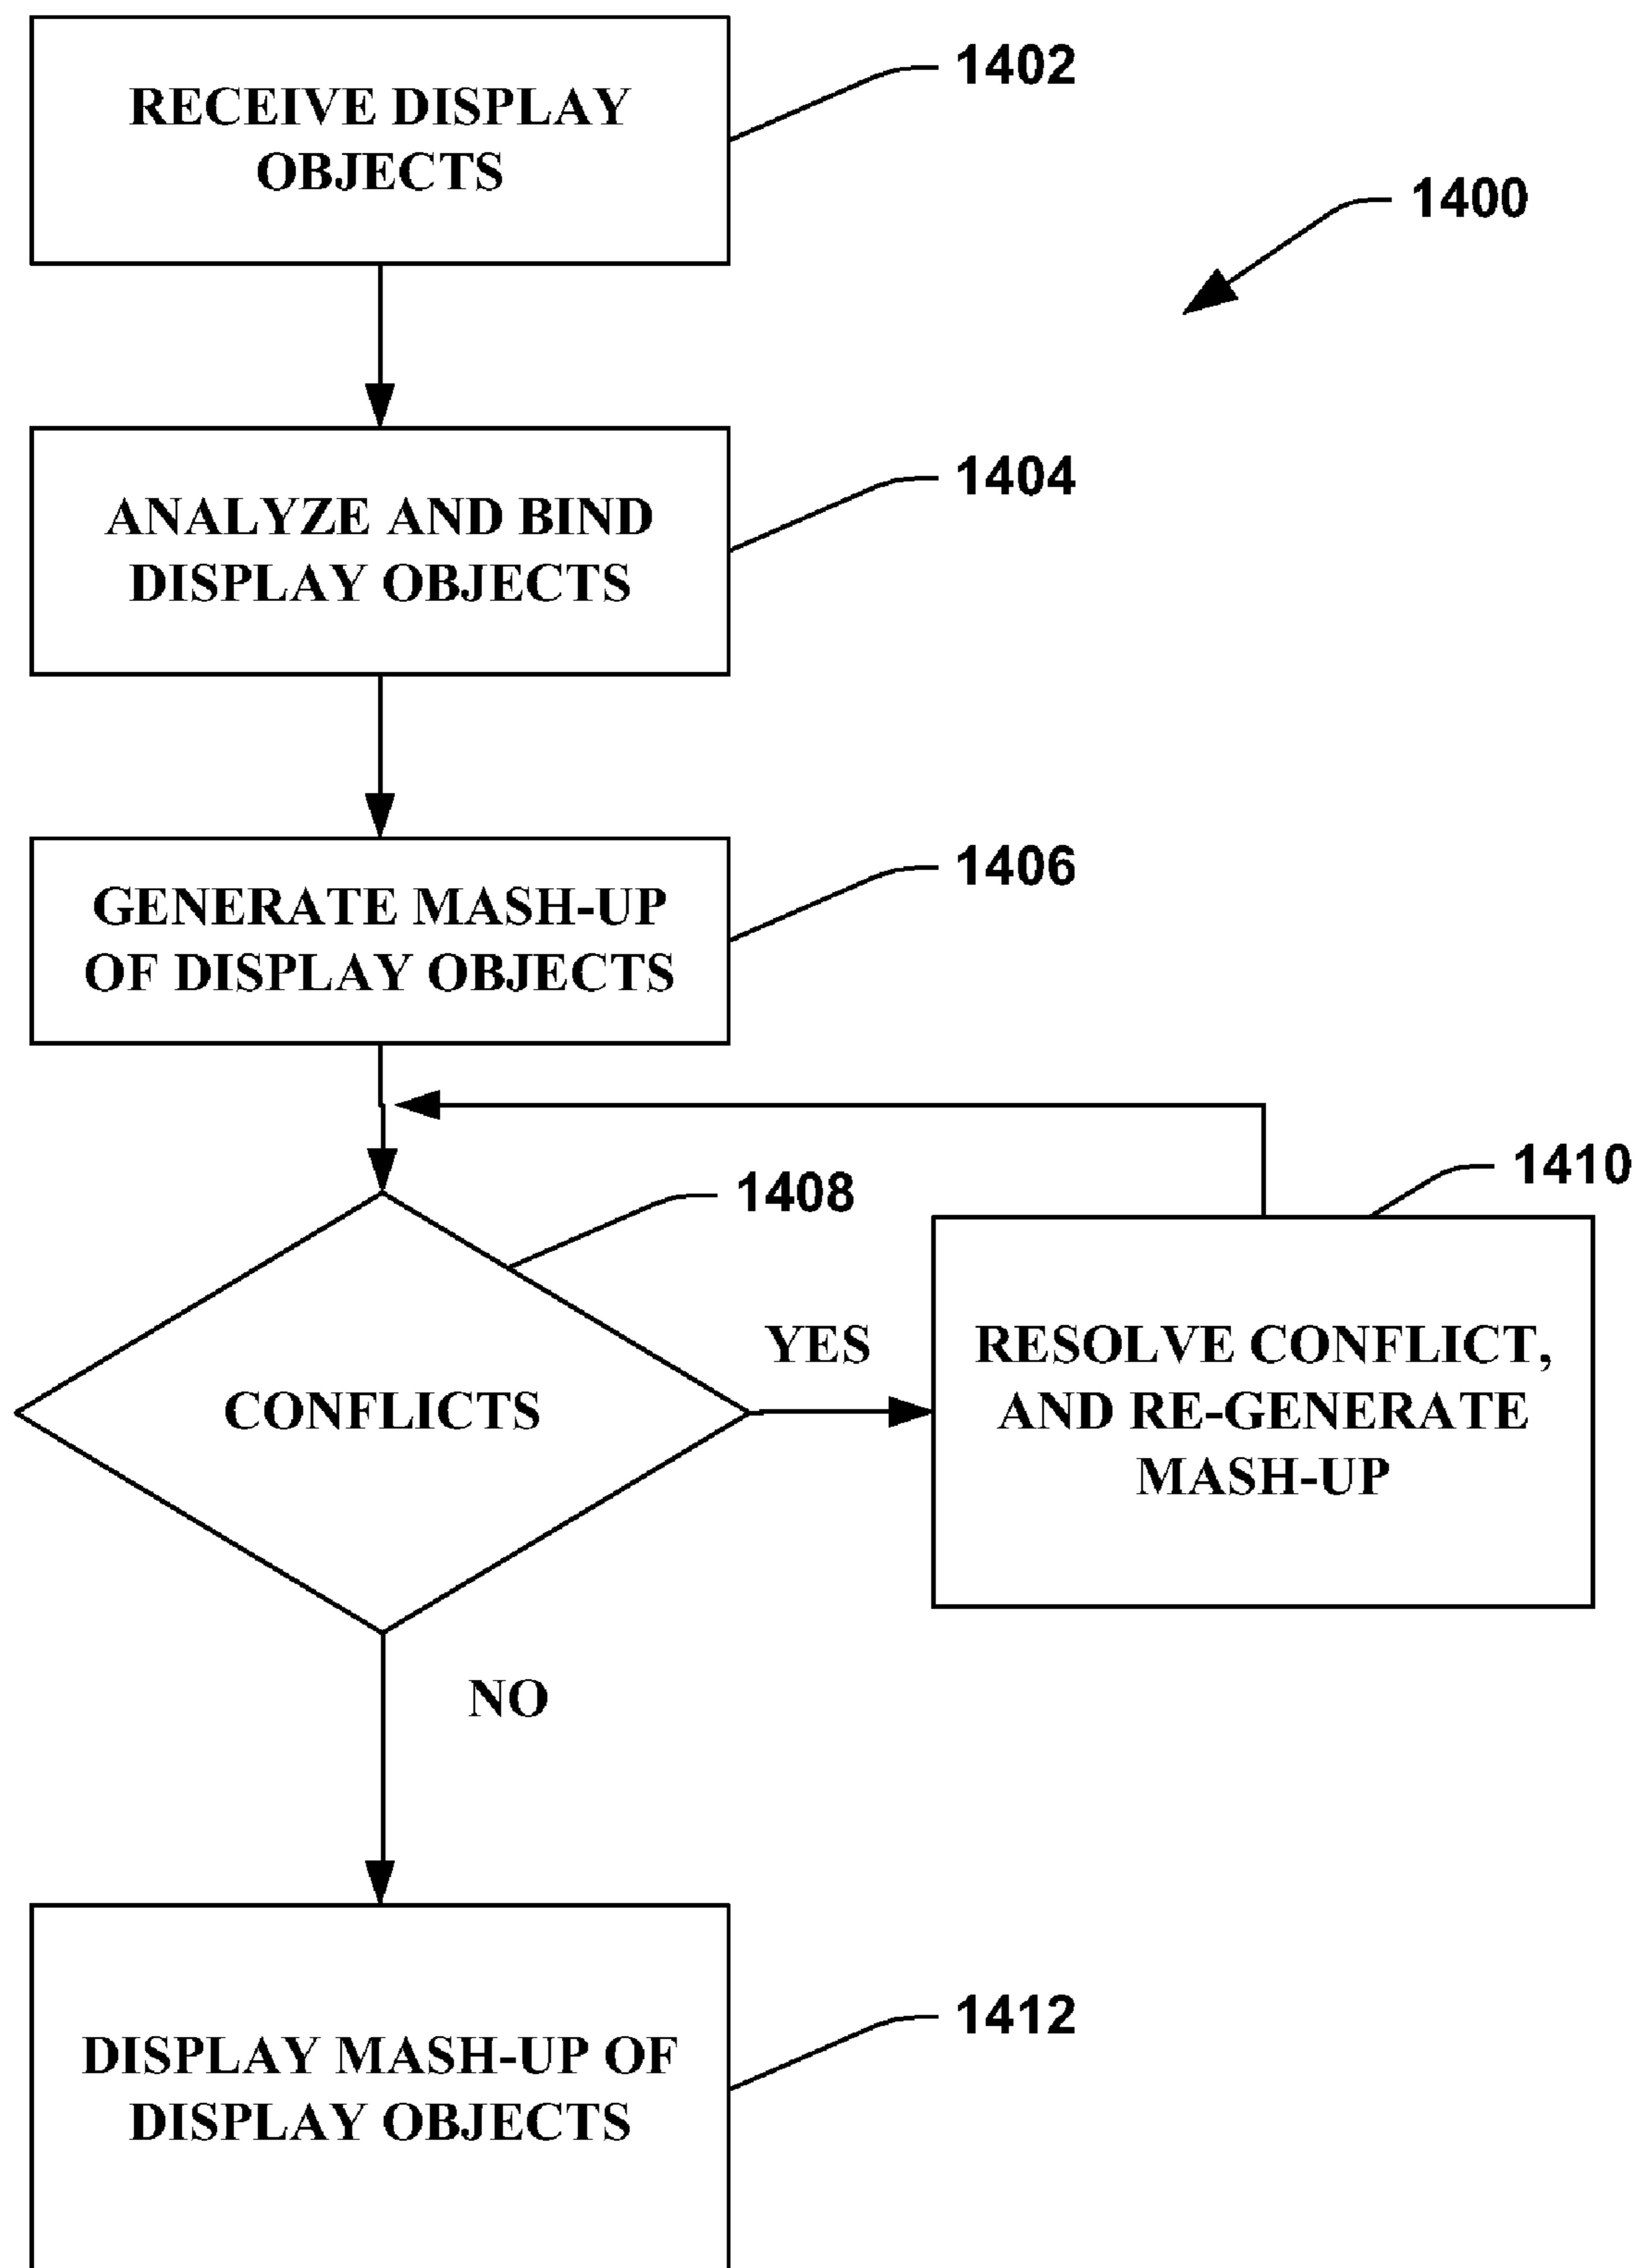 RECEIVE DISPLAY
OBJECTS
1402
1400
ANALYZE AND BIND
DISPLAY OBJECTS
1404
GENERATE MASH-UP
OF DISPLAY OBJECTS
1406
CONFLICTS
1408
YES
RESOLVE CONFLICT,
AND RE-GENERATE
MASH-UP
1410
NO
DISPLAY MASH-UP OF
DISPLAY OBJECTS
1412